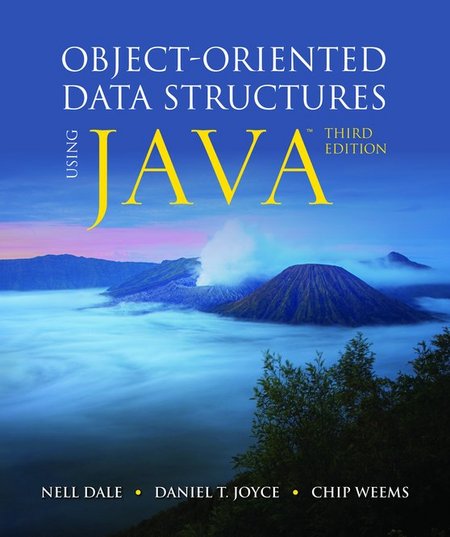 OBJECT-ORIENTED
DATA STRUCTURES
USING
JAVA™
THIRD
EDITION
NELL DALE • DANIEL T. JOYCE • CHIP WEEMS